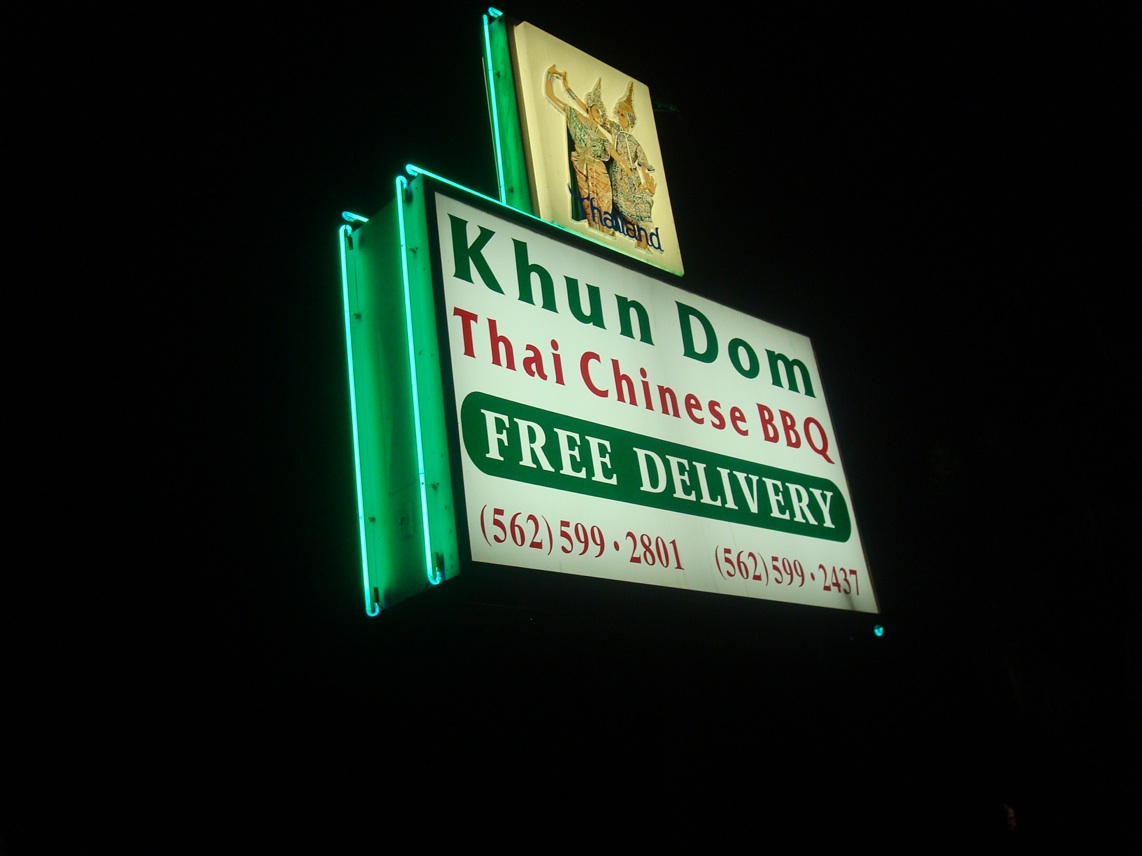 Thailand
Khun Dom
Thai Chinese BBQ
FREE DELIVERY
(562) 599·2801 (562) 599·2437